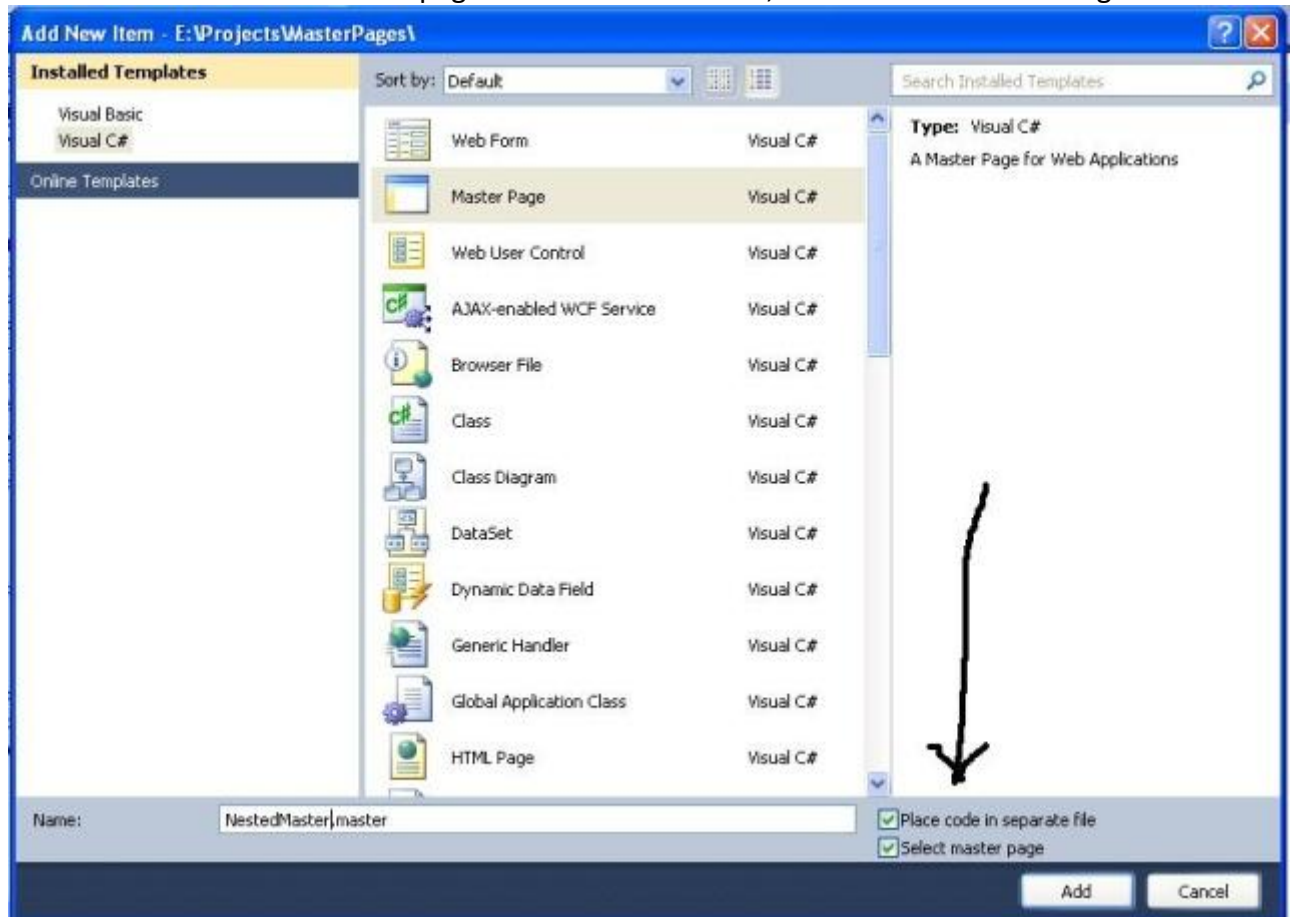 Add New Item - E:\Projects\MasterPages\
Installed Templates
Visual Basic
Visual C#
Online Templates
Sort by: Default
Search Installed Templates
Web Form Visual C#
Master Page Visual C#
Web User Control Visual C#
AJAX-enabled WCF Service Visual C#
Browser File Visual C#
Class Visual C#
Class Diagram Visual C#
DataSet Visual C#
Dynamic Data Field Visual C#
Generic Handler Visual C#
Global Application Class Visual C#
HTML Page Visual C#
Type: Visual C#
A Master Page for Web Applications
Name: NestedMaster.master
Place code in separate file
Select master page
Add Cancel